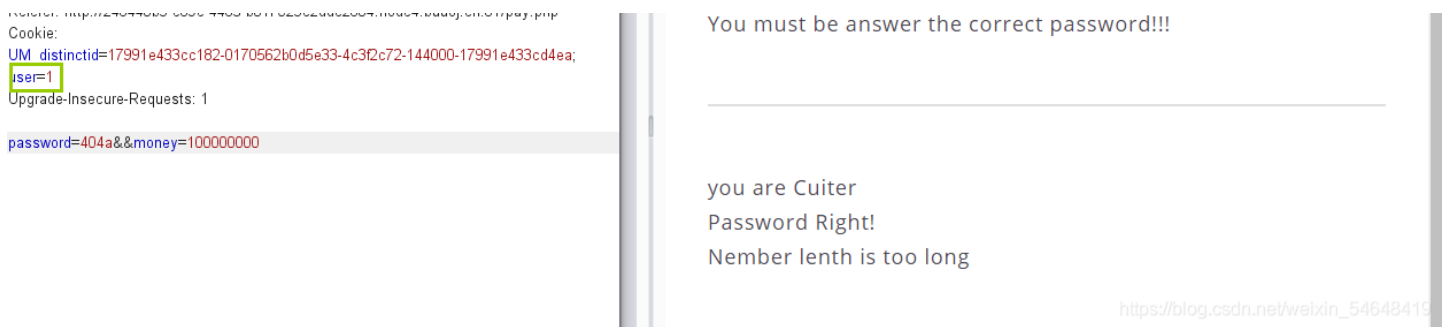 Cookie:
UM_distinctid=17991e433cc182-0170562b0d5e33-4c3f2c72-144000-17991e433cd4ea;
user=1
Upgrade-Insecure-Requests: 1
password=404a&&money=100000000
You must be answer the correct password!!!
you are Cuiter
Password Right!
Nember lenth is too long
https://blog.csdn.net/weixin_54648419